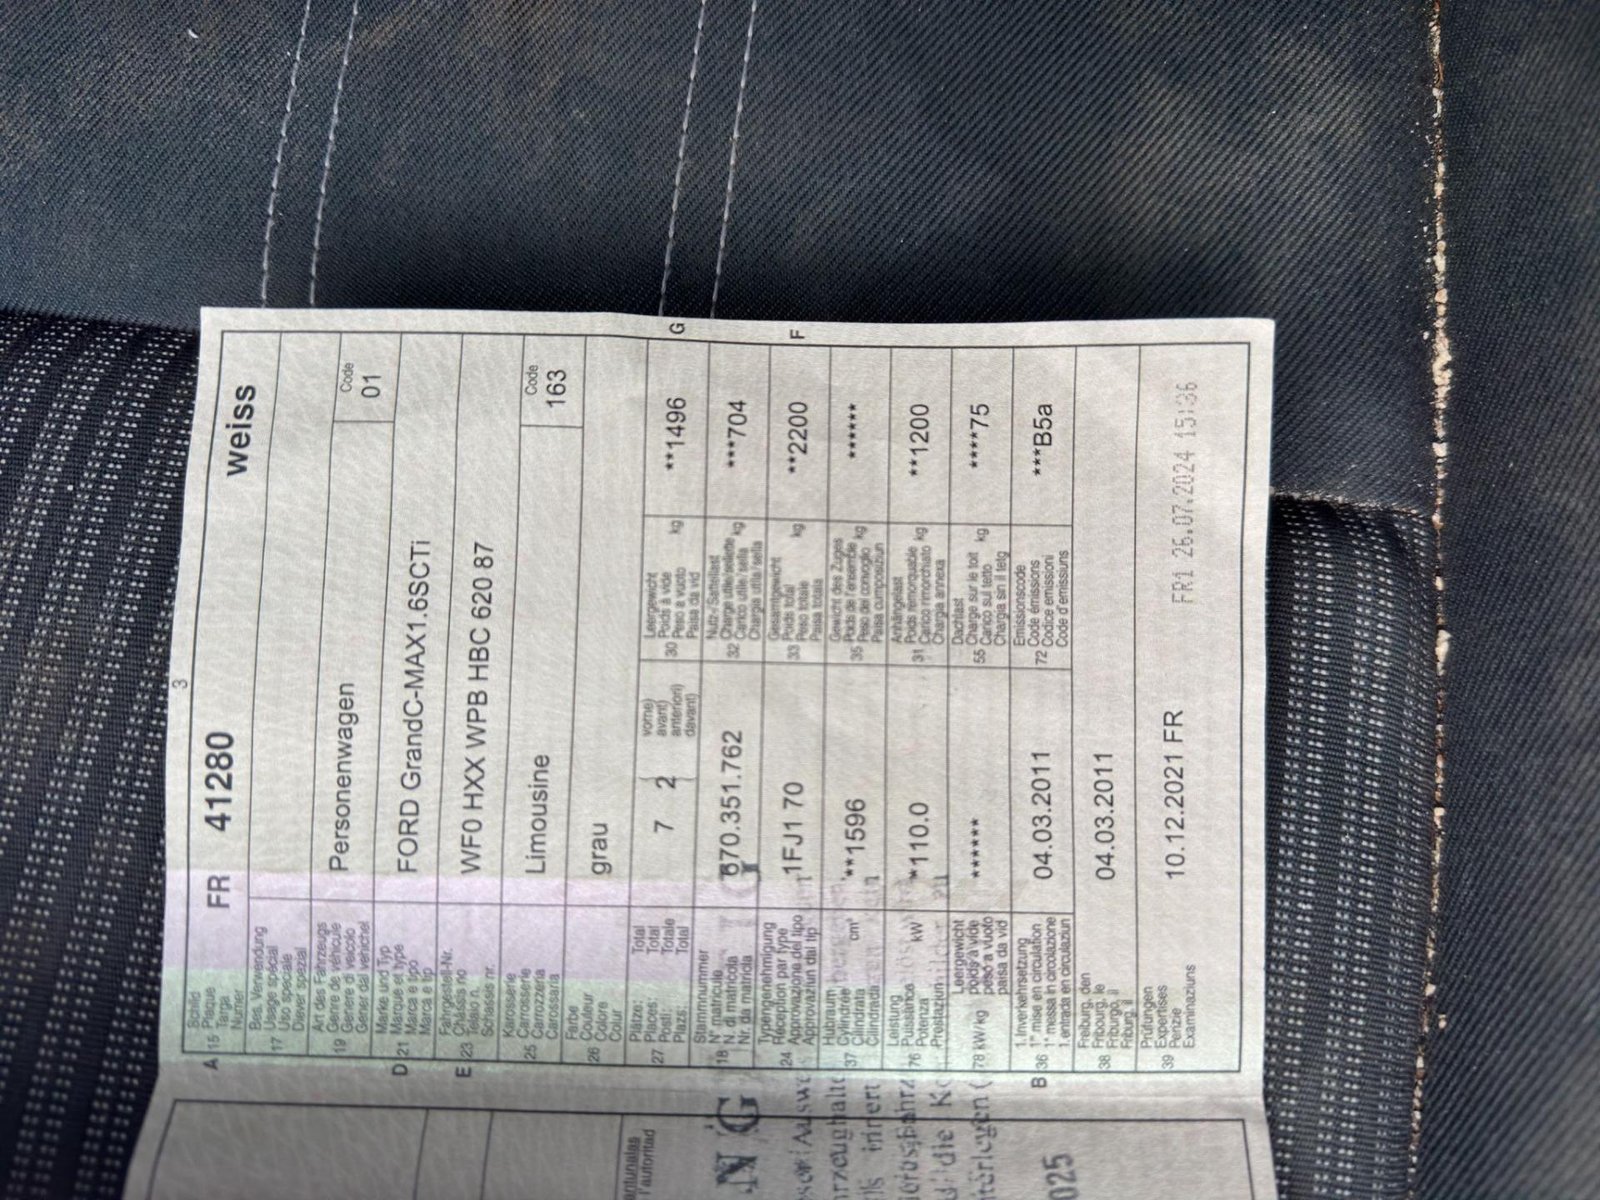 3
A 15 Schild
Plaque
Targa
Numer
FR 41280 weiss
17 Bes. Verwendung
Usage spécial
Uso speciale
Diever spezial
19 Art des Fahrzeugs
Genre de véhicule
Genere di veicolo
Gener dal vehichel
Personenwagen
Code
01
D 21 Marke und Typ
Marque et type
Marca e tipo
Marca e tip
FORD GrandC-MAX1.6SCTi
E 23 Fahrgestell-Nr.
Châssis no
Telaio n.
Schassis nr.
WF0 HXX WPB HBC 620 87
25 Karosserie
Carrosserie
Carrozzeria
Carossaria
Limousine
Code
163
26 Farbe
Couleur
Colore
Colur
grau
27 Plätze: Total
Places: Total
Posti: Totale
Plazs: Total
7 2
vorne)
avant)
anteriori)
davant)
30 Leergewicht
Poids à vide
Peso a vuoto
Paisa da vid
kg
**1496
G
18 Stammnummer
N° matricule
N. di matricola
Nr. da matricla
670.351.762
32 Nutz-/Sattellast
Charge utile/sellette
Carico utile/sella
Chargia utila/sella
kg
***704
24 Typengenehmigung
Réception par type
Approvazione del tipo
Approvaziun dal tip
1FJ1 70
33 Gesamtgewicht
Poids total
Peso totale
Paisa totala
kg
**2200
F
37 Hubraum
Cylindrée
Cilindrata
Cilindrada
cm³
**1596
35 Gewicht des Zuges
Poids de l'ensemble
Peso del convoglio
Paisa cumposiziun
kg
*****
76 Leistung
Puissance
Potenza
Prestaziun
kW
*110.0
31 Anhängelast
Poids remorquable
Carico rimorchiato
Chargia annexa
kg
**1200
78 kW/kg
Leergewicht
poids à vide
peso a vuoto
paisa da vid
******
55 Dachlast
Charge sur le toit
Carico sul tetto
Chargia sin il tetg
kg
****75
B 36 1. Inverkehrsetzung
1re mise en circulation
1a messa in circolazione
1. entrada en circulaziun
04.03.2011
72 Emissionscode
Code émissions
Codice emissioni
Code d'emissiuns
***B5a
38 Freiburg, den
Fribourg, le
Friburgo, il
Friburg, il
04.03.2011
39 Prüfungen
Expertises
Perizie
Examinaziuns
10.12.2021 FR
FR1 26.07.2024 15:36
l'autoritad
2025